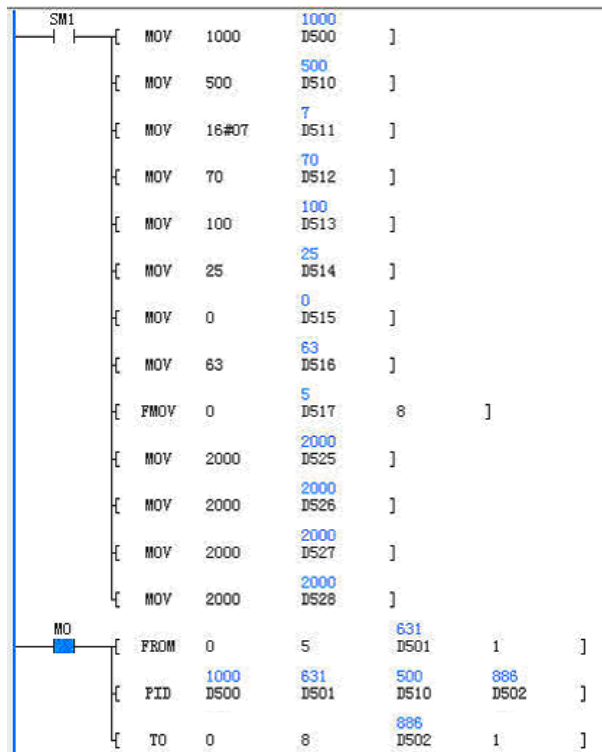 SM1
1000
[ MOV 1000 D500 ]
500
[ MOV 500 D510 ]
7
[ MOV 16#07 D511 ]
70
[ MOV 70 D512 ]
100
[ MOV 100 D513 ]
25
[ MOV 25 D514 ]
0
[ MOV 0 D515 ]
63
[ MOV 63 D516 ]
5
[ FMOV 0 D517 8 ]
2000
[ MOV 2000 D525 ]
2000
[ MOV 2000 D526 ]
2000
[ MOV 2000 D527 ]
2000
[ MOV 2000 D528 ]
M0
631
[ FROM 0 5 D501 1 ]
1000 631 500 886
[ PID D500 D501 D510 D502 ]
886
[ TO 0 8 D502 1 ]